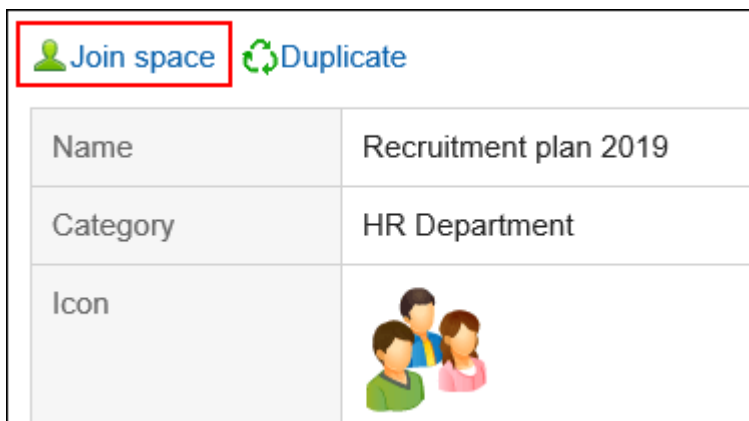 Join space Duplicate
Name Recruitment plan 2019
Category HR Department
Icon